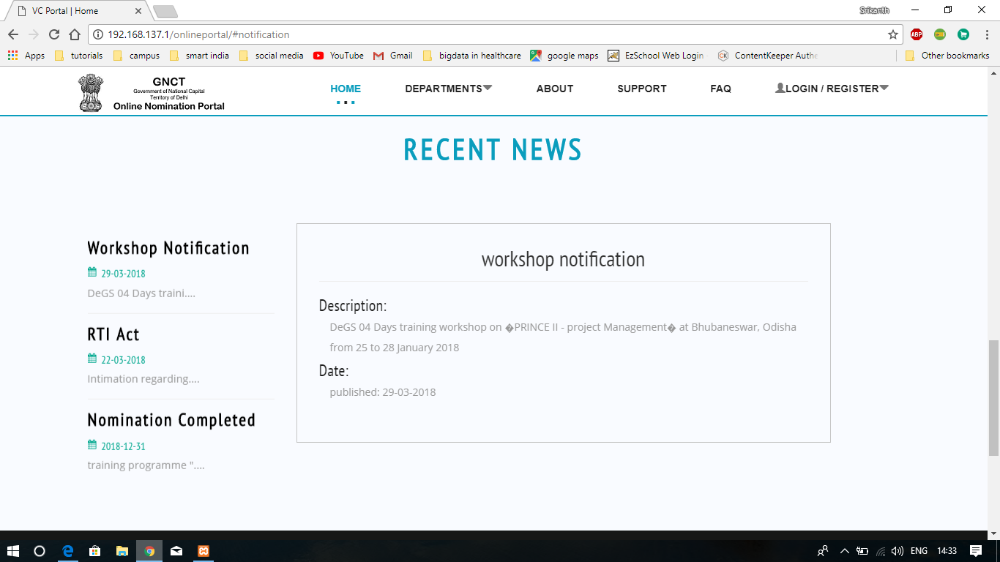 VC Portal | Home
Srikanth
192.168.137.1/onlineportal/#notification
ABP
Apps tutorials campus smart india social media YouTube Gmail bigdata in healthcare google maps EzSchool Web Login CK ContentKeeper Authe Other bookmarks
GNCT
Government of National Capital
Territory of Delhi
Online Nomination Portal
HOME DEPARTMENTS ABOUT SUPPORT FAQ LOGIN / REGISTER
RECENT NEWS
Workshop Notification
29-03-2018
DeGS 04 Days traini....
RTI Act
22-03-2018
Intimation regarding....
Nomination Completed
2018-12-31
training programme "....
workshop notification
Description:
DeGS 04 Days training workshop on �PRINCE II - project Management� at Bhubaneswar, Odisha
from 25 to 28 January 2018
Date:
published: 29-03-2018
ENG 14:33